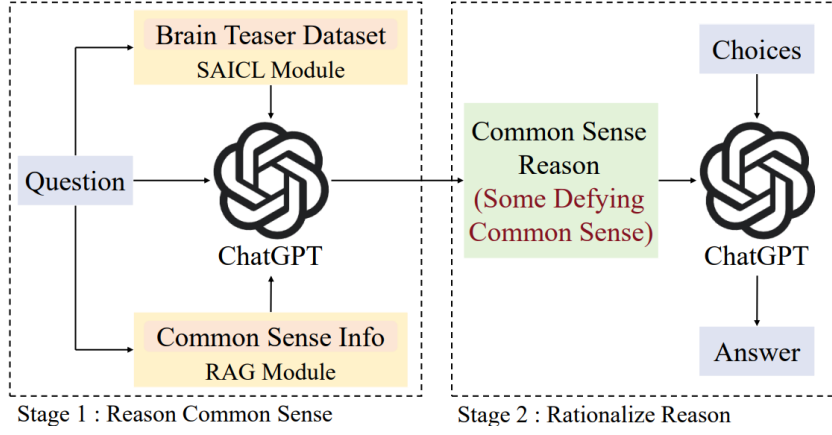 Brain Teaser Dataset
SAICL Module
Question
ChatGPT
Common Sense Info
RAG Module
Stage 1 : Reason Common Sense
Choices
Common Sense
Reason
(Some Defying
Common Sense)
ChatGPT
Answer
Stage 2 : Rationalize Reason